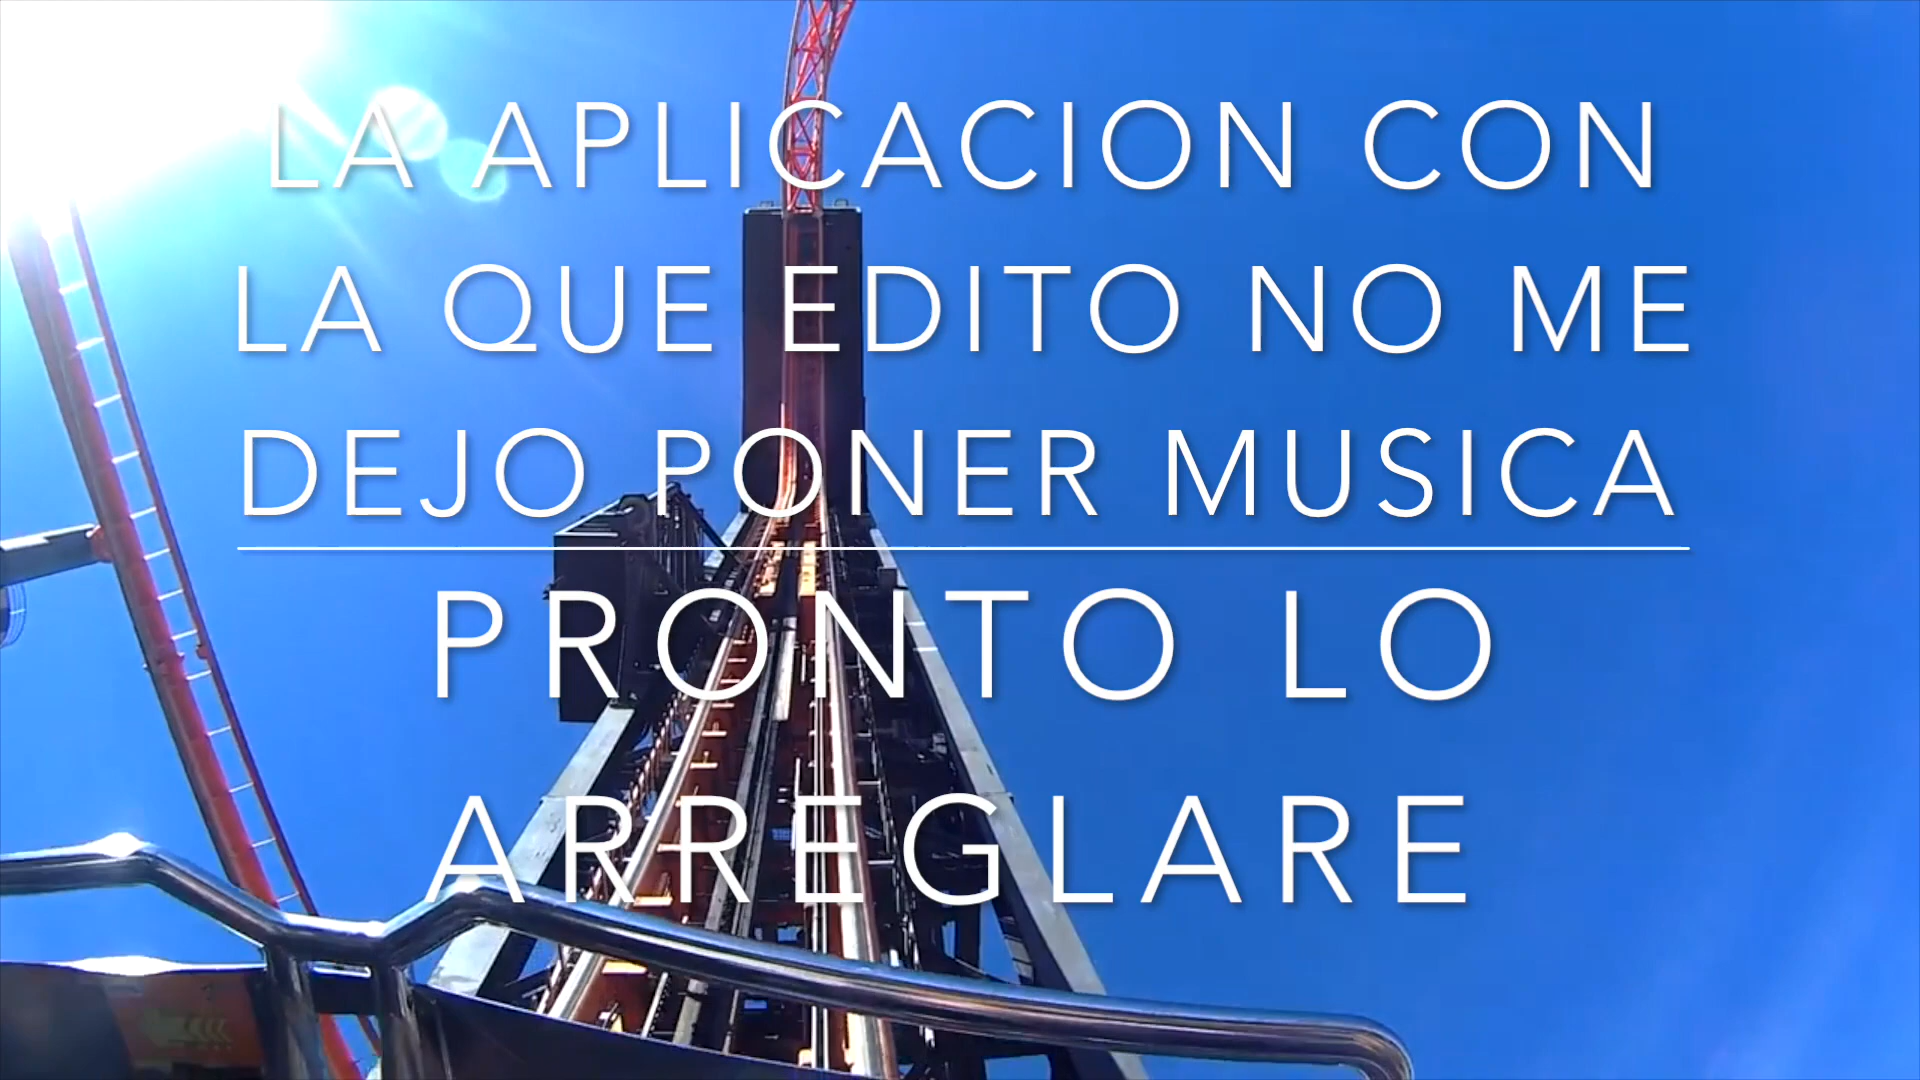 LA APLICACION CON
LA QUE EDITO NO ME
DEJO PONER MUSICA
PRONTO LO
ARREGLARE